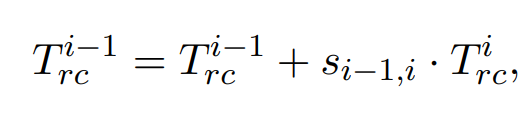 $T_{rc}^{i-1} = T_{rc}^{i-1} + s_{i-1,i} \cdot T_{rc}^{i},$